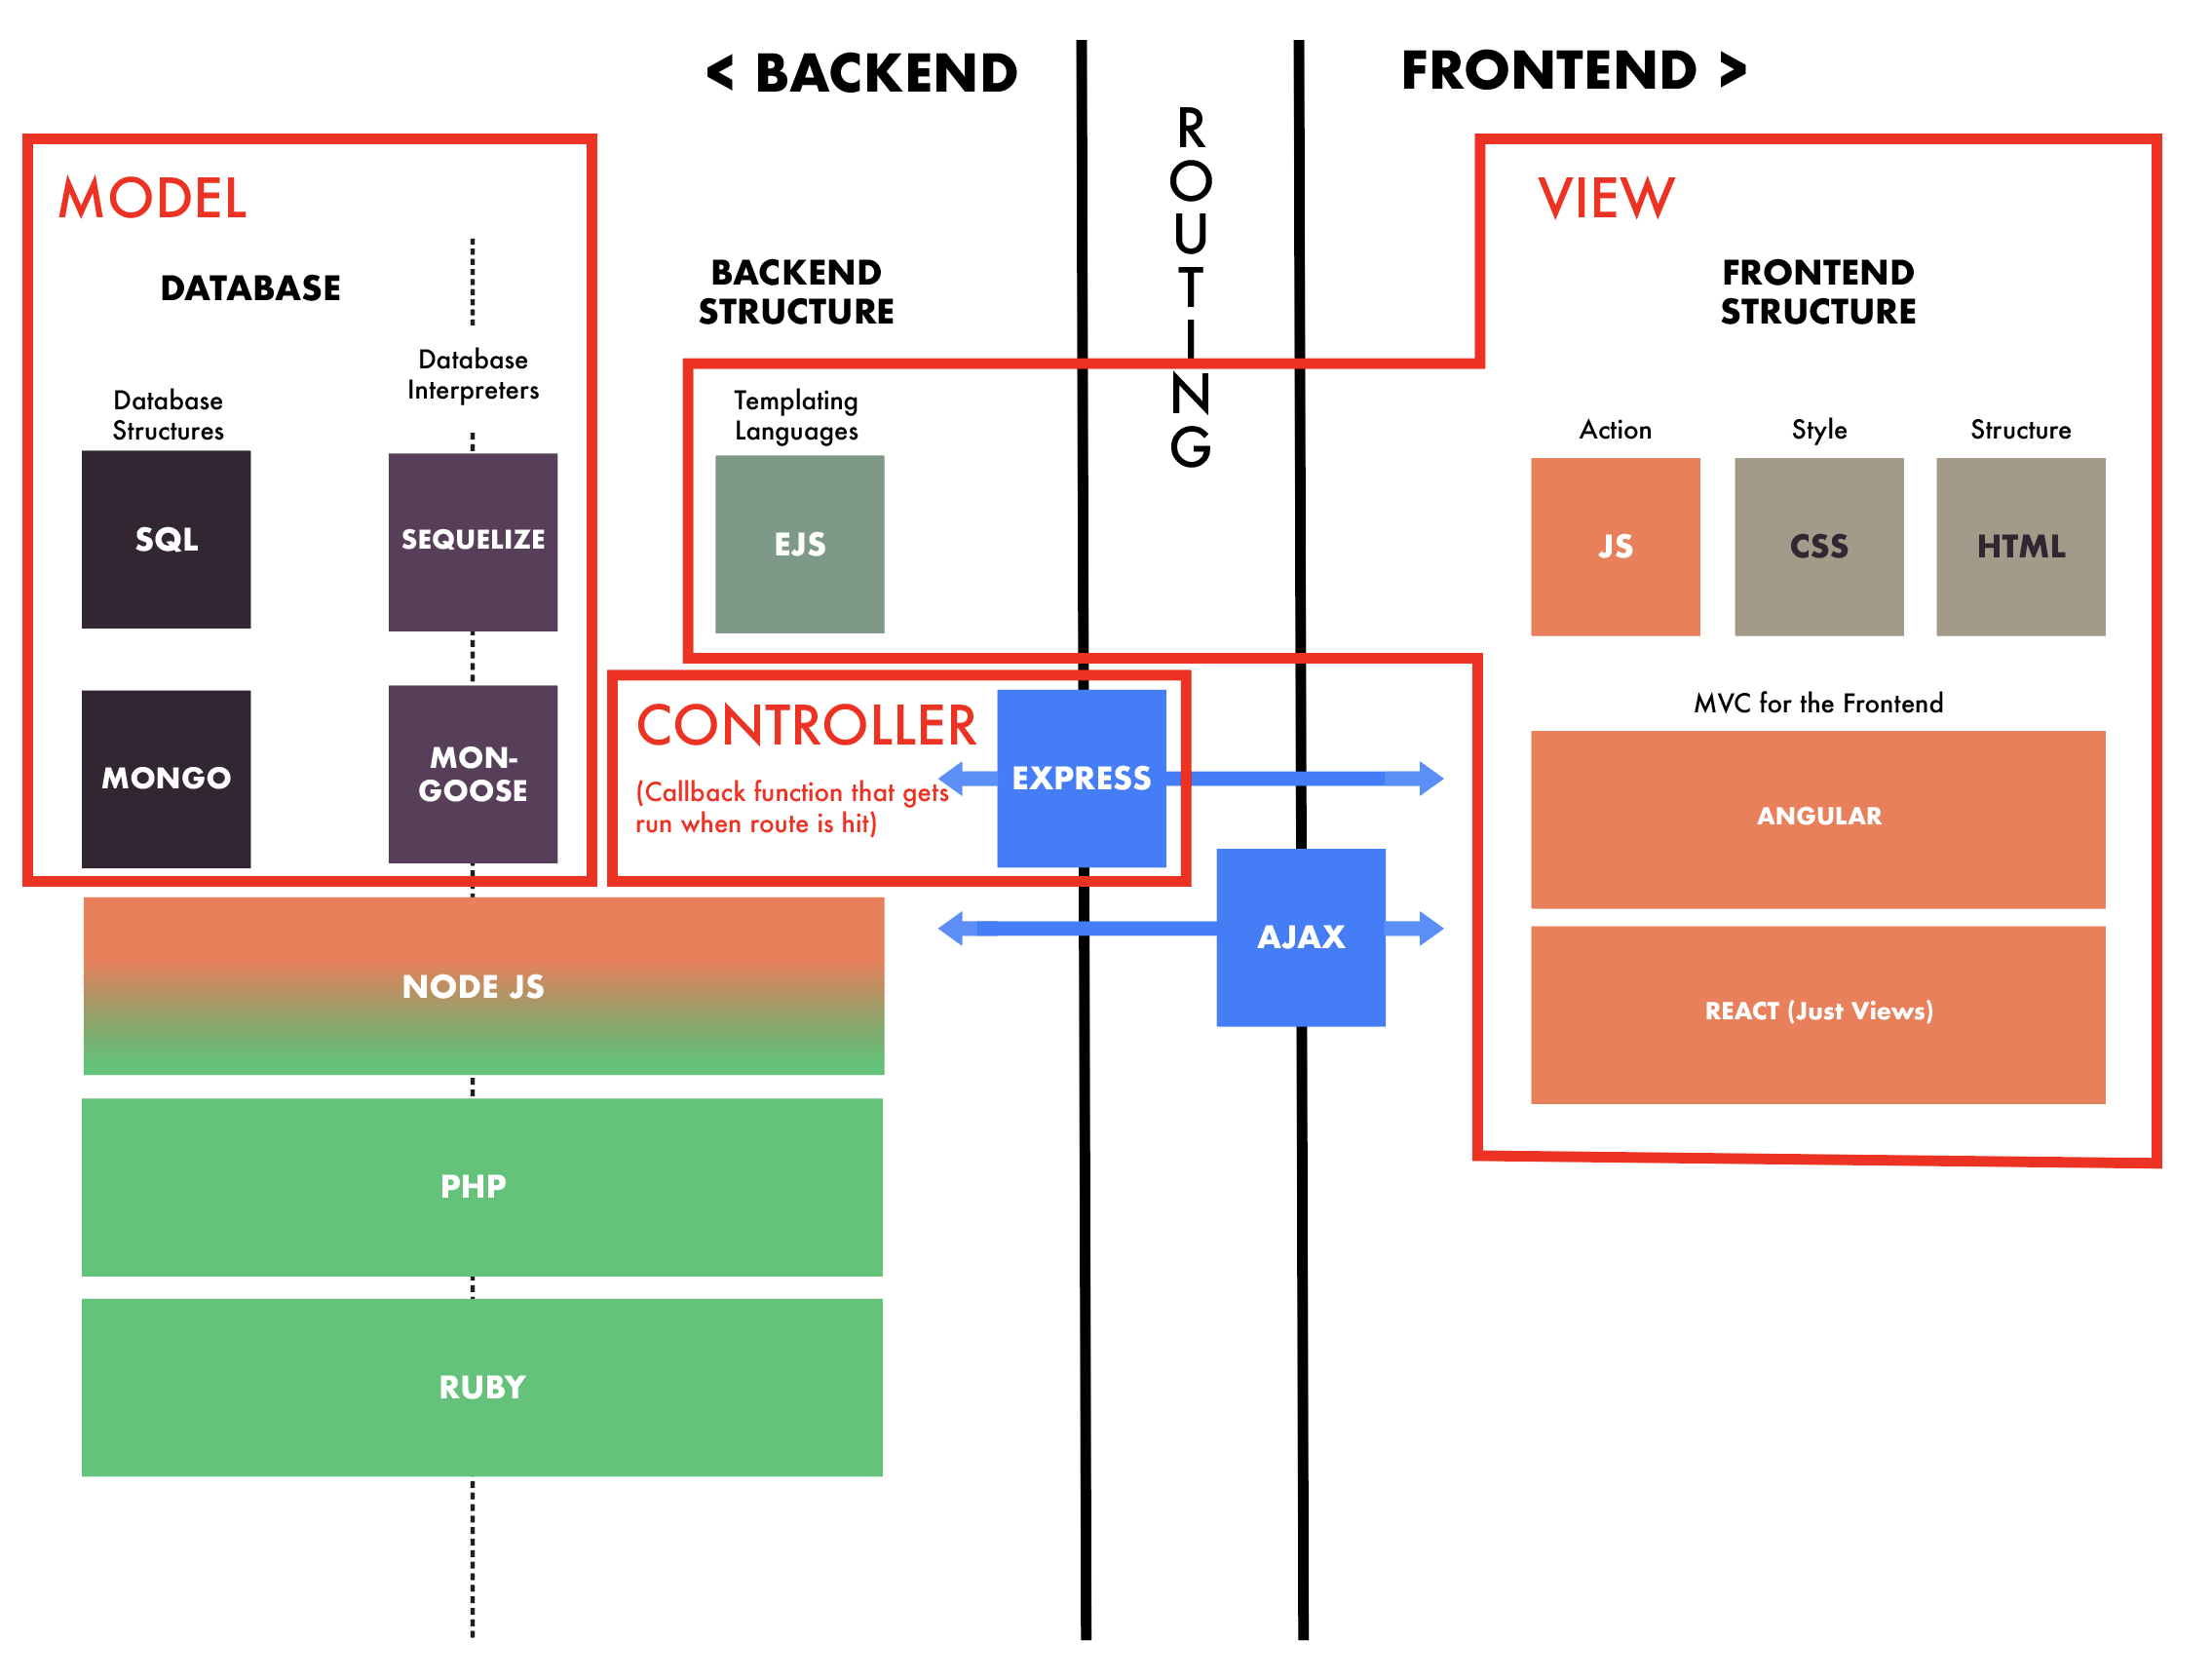 < BACKEND
FRONTEND >
ROUTING
MODEL
DATABASE
Database
Structures
Database
Interpreters
SQL
SEQUELIZE
MONGO
MON-
GOOSE
BACKEND
STRUCTURE
Templating
Languages
EJS
CONTROLLER
(Callback function that gets
run when route is hit)
EXPRESS
AJAX
NODE JS
PHP
RUBY
VIEW
FRONTEND
STRUCTURE
Action
Style
Structure
JS
CSS
HTML
MVC for the Frontend
ANGULAR
REACT (Just Views)